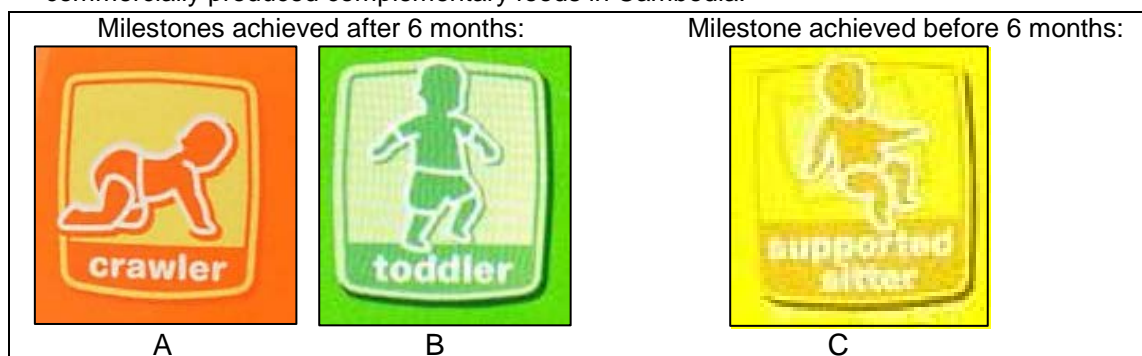 commercially produced complementary foods in Cambodia.
Milestones achieved after 6 months: Milestone achieved before 6 months:
crawler
toddler
supported
sitter
A B C